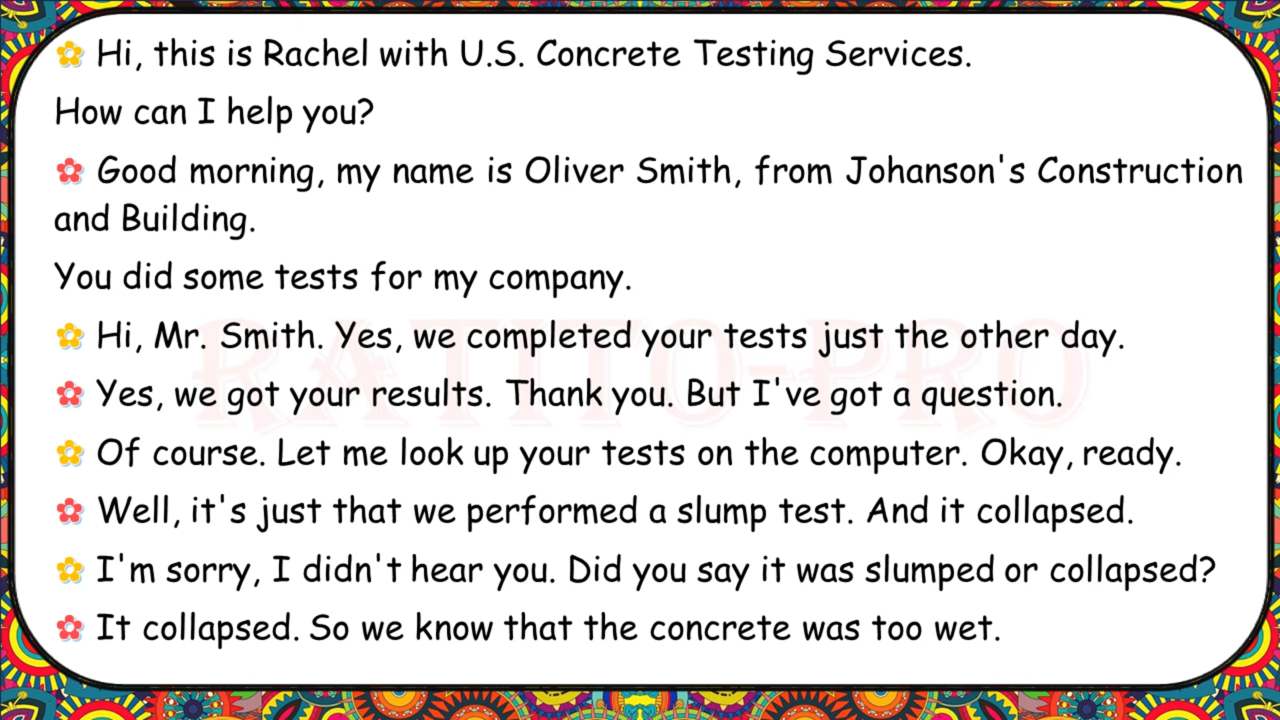 Hi, this is Rachel with U.S. Concrete Testing Services.
How can I help you?
Good morning, my name is Oliver Smith, from Johanson's Construction
and Building.
You did some tests for my company.
Hi, Mr. Smith. Yes, we completed your tests just the other day.
Yes, we got your results. Thank you. But I've got a question.
Of course. Let me look up your tests on the computer. Okay, ready.
Well, it's just that we performed a slump test. And it collapsed.
I'm sorry, I didn't hear you. Did you say it was slumped or collapsed?
It collapsed. So we know that the concrete was too wet.
RATITO-PRO